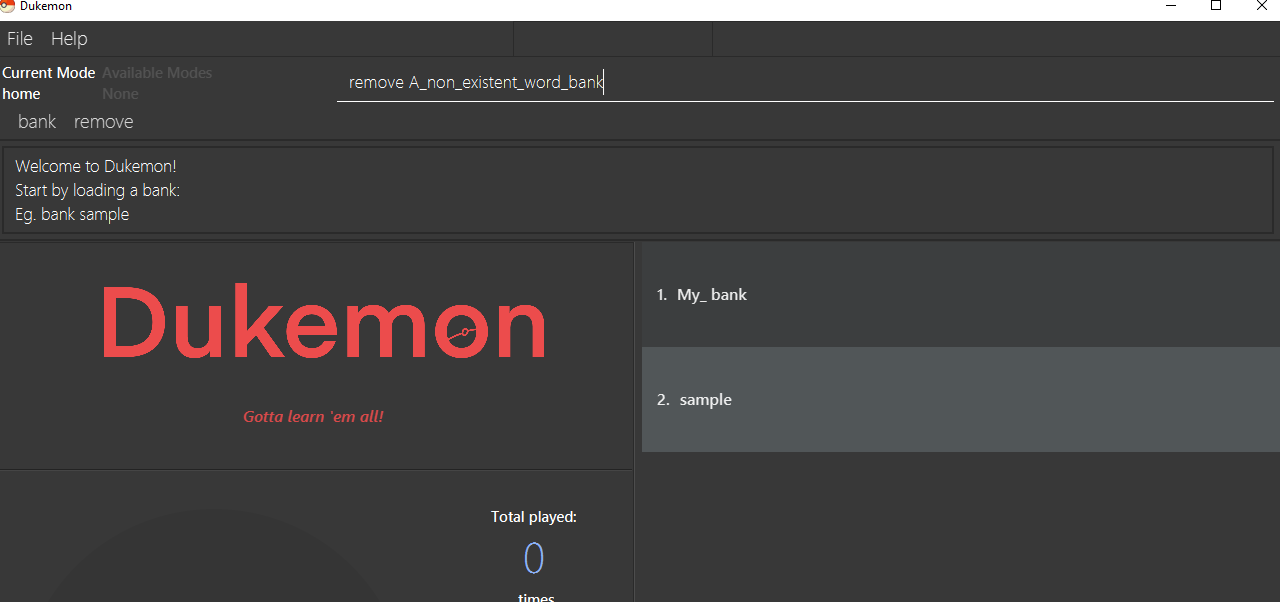 Dukemon
File Help
Current Mode Available Modes
home None
remove A_non_existent_word_bank
bank remove
Welcome to Dukemon!
Start by loading a bank:
Eg. bank sample
Dukemon
Gotta learn 'em all!
Total played:
0
times
1. My_ bank
2. sample